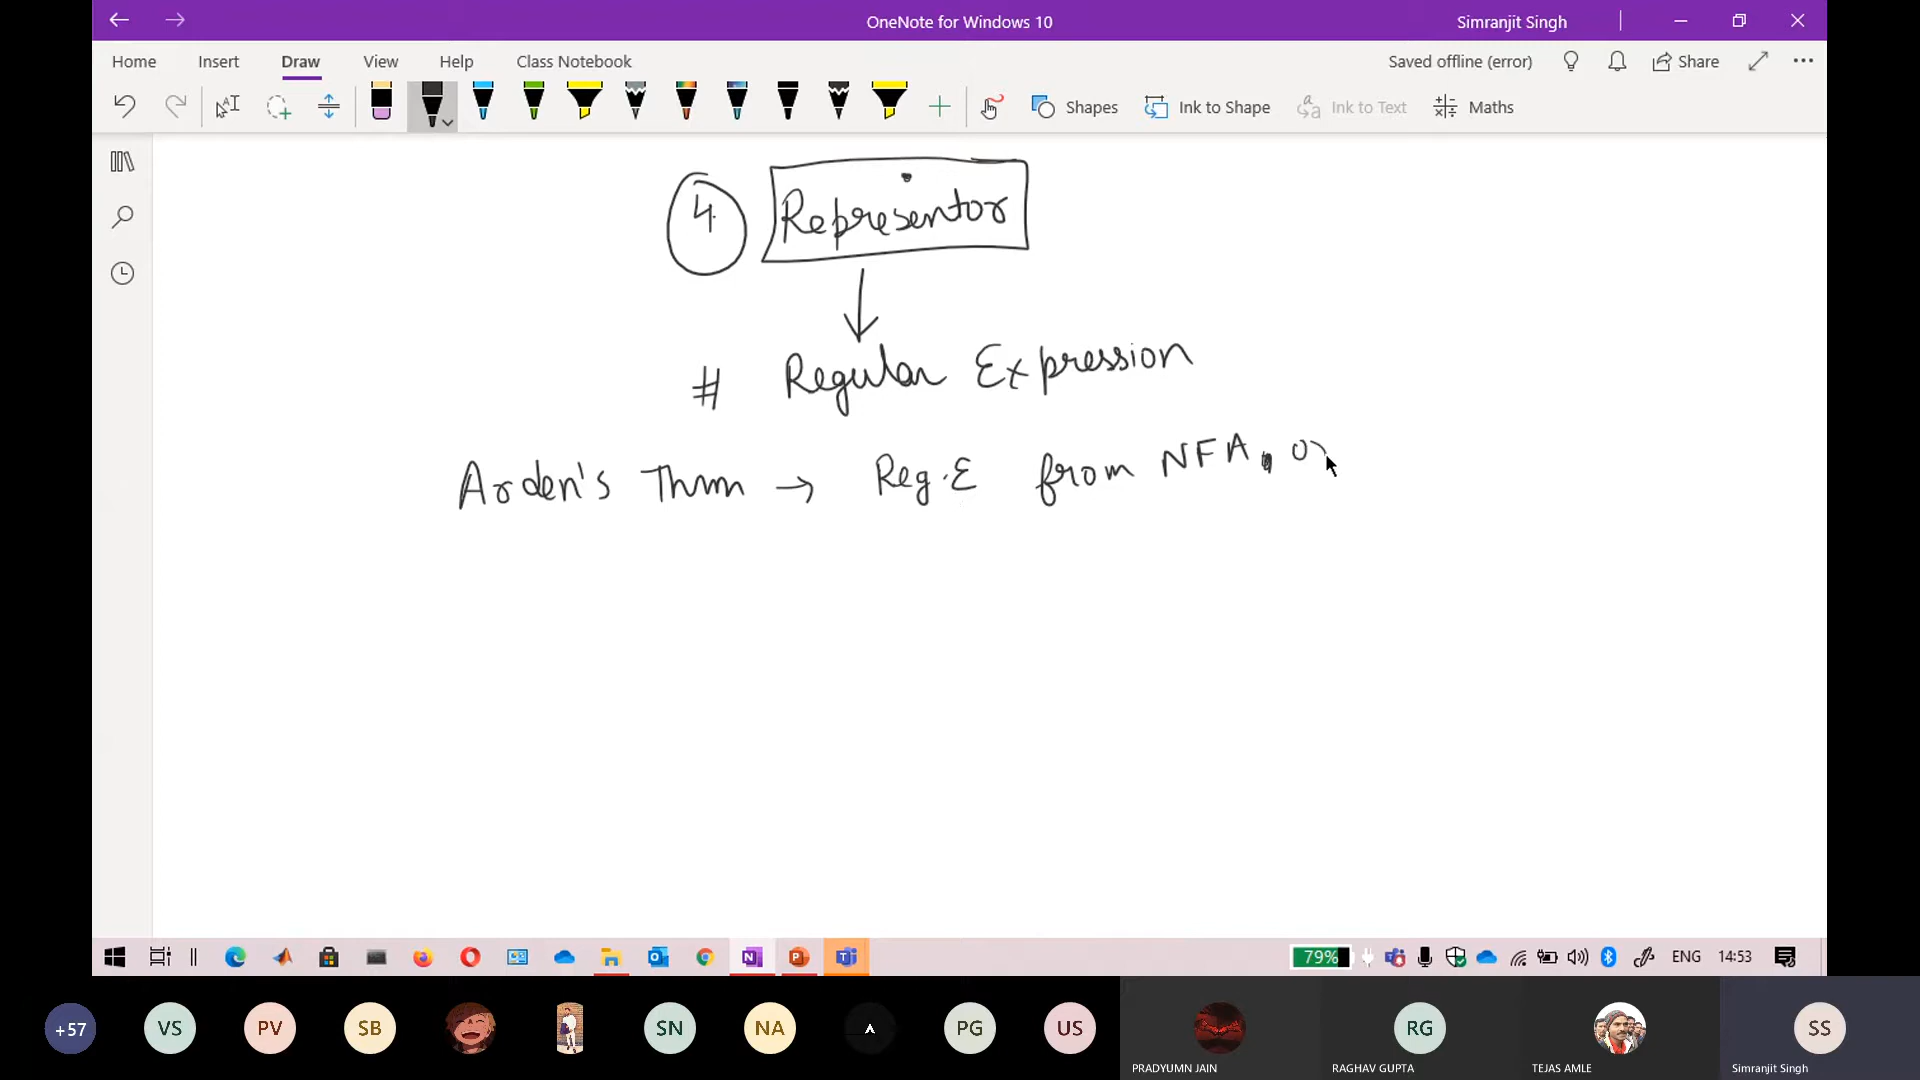 OneNote for Windows 10
Simranjit Singh
Home Insert Draw View Help Class Notebook
Saved offline (error) Share
Shapes Ink to Shape Ink to Text Maths
4 Representor
# Regular Expression
Arden's Thm → Reg.E from NFA, or
79% ENG 14:53
+57 VS PV SB SN NA A PG US RG SS
PRADYUMN JAIN RAGHAV GUPTA TEJAS AMLE Simranjit Singh